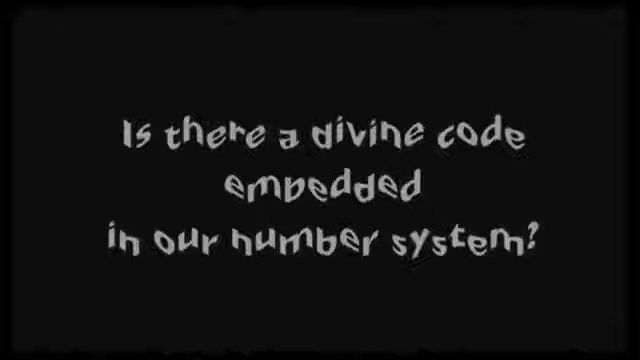 Is there a divine code
embedded
in our number system?